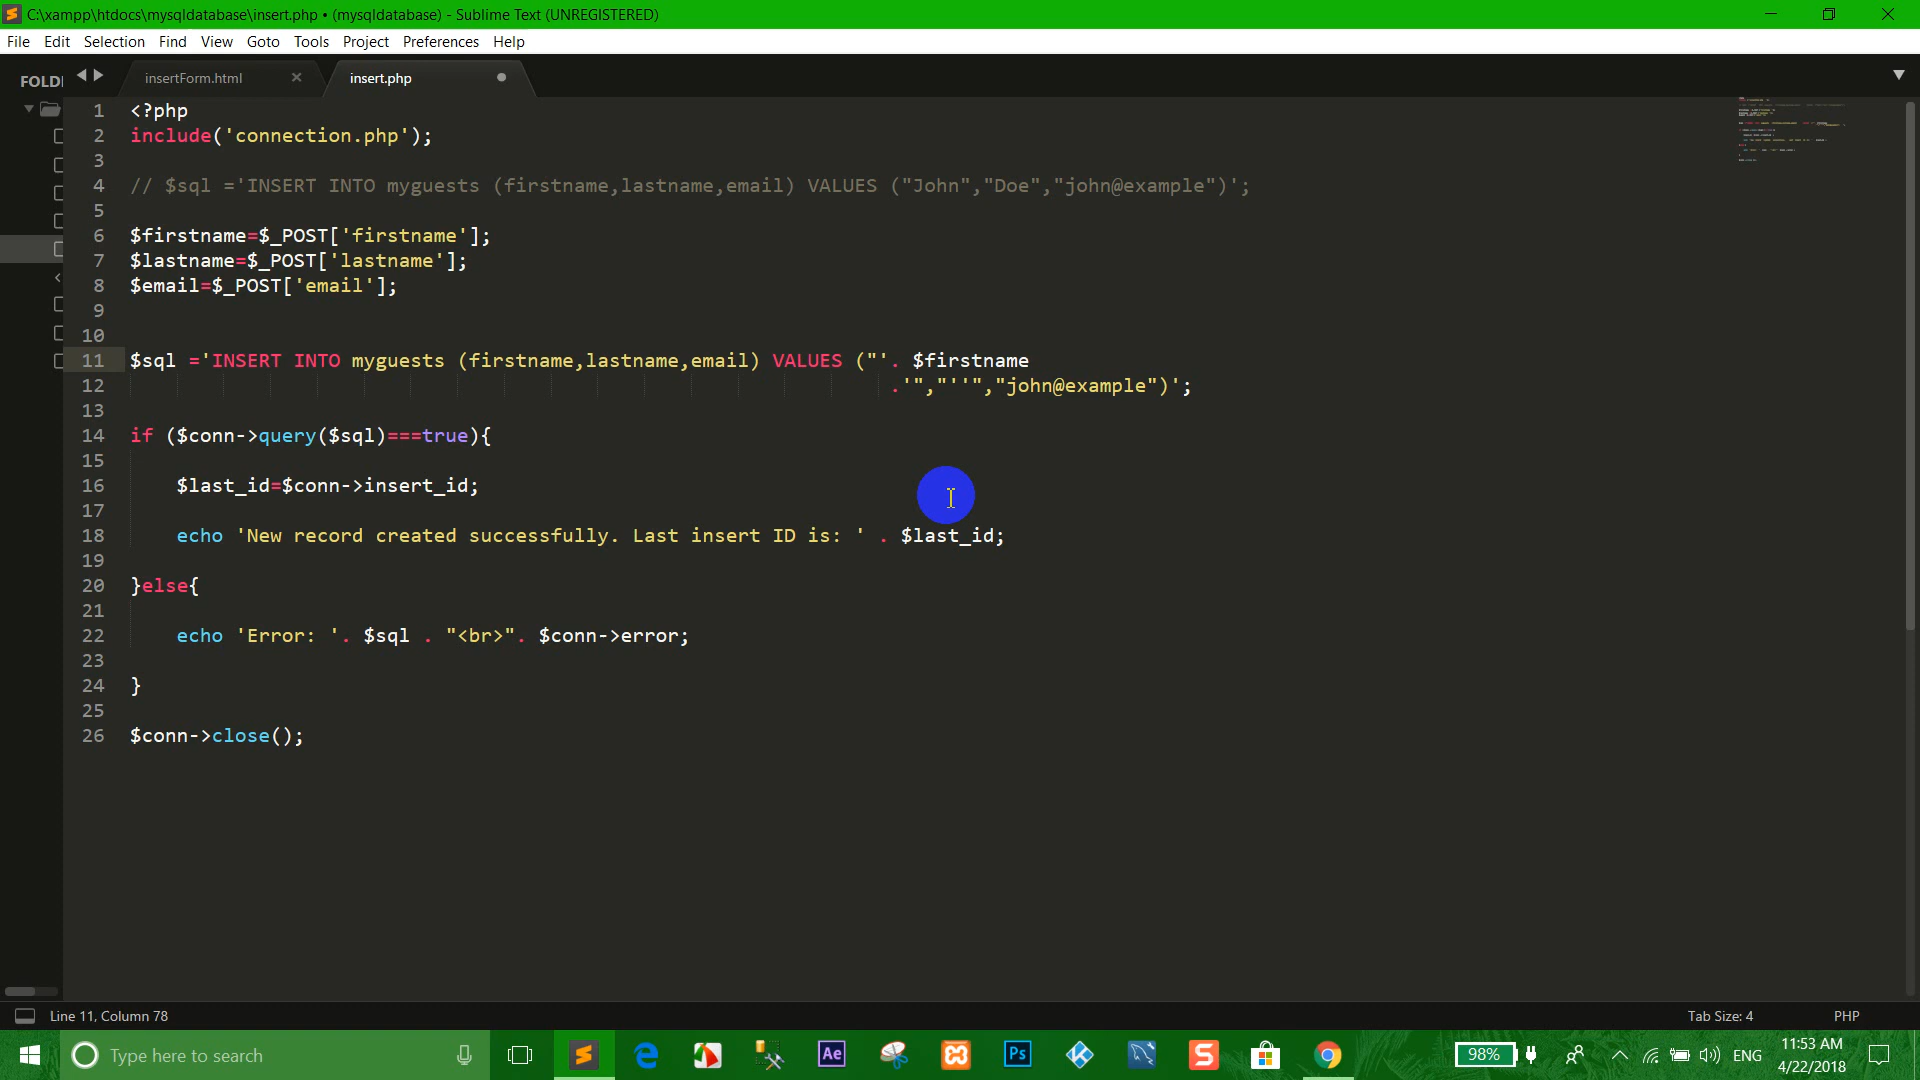 C:\xampp\htdocs\mysqldatabase\insert.php • (mysqldatabase) - Sublime Text (UNREGISTERED)
File Edit Selection Find View Goto Tools Project Preferences Help
FOLD
insertForm.html
insert.php
1 <?php
2 include('connection.php');
3
4 // $sql ='INSERT INTO myguests (firstname,lastname,email) VALUES ("John","Doe","john@example")';
5
6 $firstname=$_POST['firstname'];
7 $lastname=$_POST['lastname'];
8 $email=$_POST['email'];
9
10
11 $sql ='INSERT INTO myguests (firstname,lastname,email) VALUES ("'. $firstname
12 .'","''","john@example")';
13
14 if ($conn->query($sql)===true){
15
16 $last_id=$conn->insert_id;
17
18 echo 'New record created successfully. Last insert ID is: ' . $last_id;
19
20 }else{
21
22 echo 'Error: '. $sql . "<br>". $conn->error;
23
24 }
25
26 $conn->close();
Line 11, Column 78
Tab Size: 4
PHP
Type here to search
Ae
Ps
S
98%
ENG
11:53 AM
4/22/2018